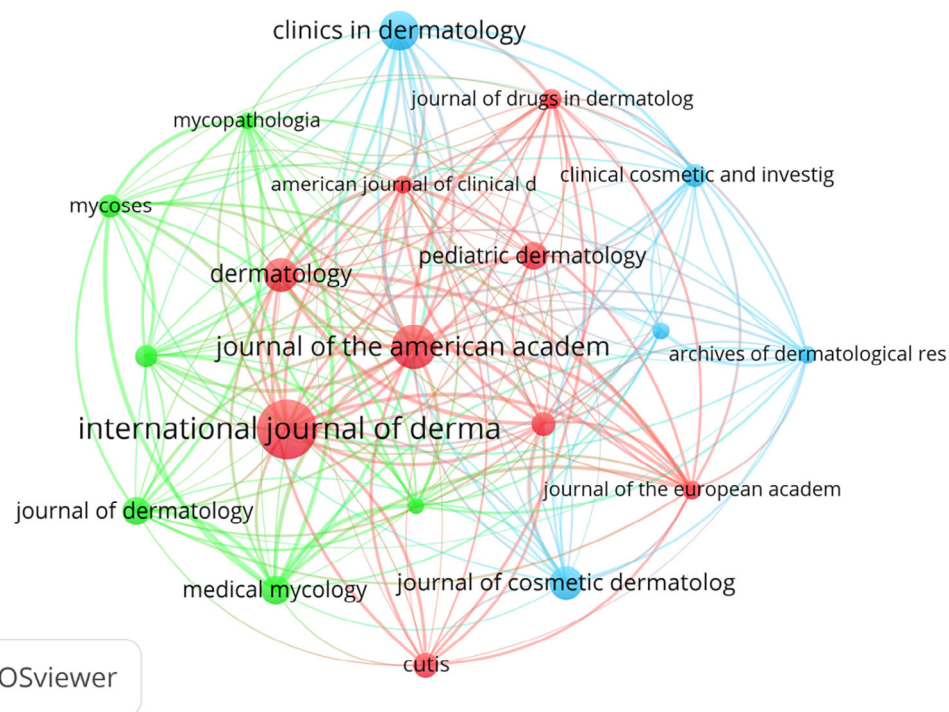 clinics in dermatology
journal of drugs in dermatolog
mycopathologia
clinical cosmetic and investig
american journal of clinical d
mycoses
pediatric dermatology
dermatology
journal of the american academ
archives of dermatological res
international journal of derma
journal of the european academ
journal of dermatology
journal of cosmetic dermatolog
medical mycology
cutis
OSviewer